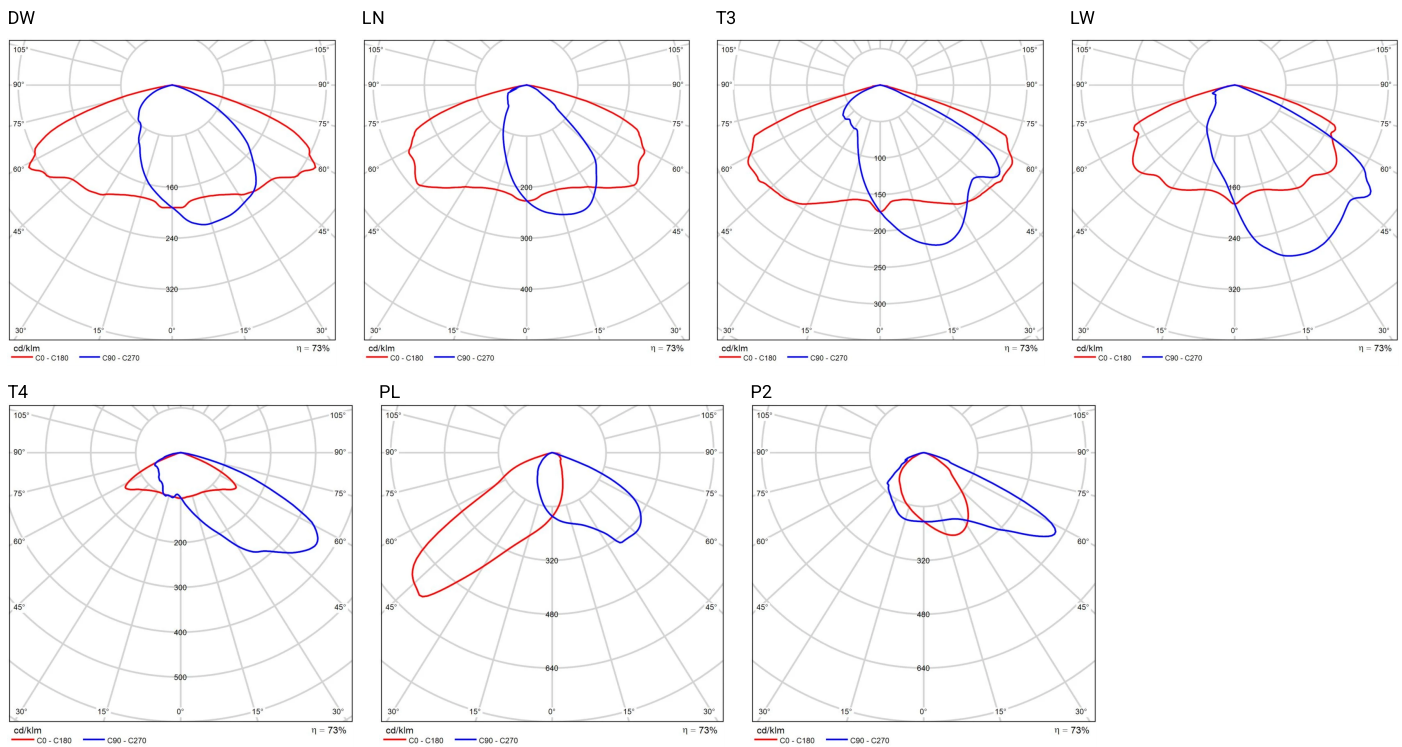 DW
LN
T3
LW
105° 105°
105° 105°
105° 105°
105° 105°
90° 90°
90° 90°
90° 90°
90° 90°
75° 75°
75° 75°
75° 75°
75° 75°
60° 60°
60° 60°
60° 60°
60° 60°
45° 45°
45° 45°
45° 45°
45° 45°
160
240
320
200
300
400
100
150
200
250
300
160
240
320
30° 15° 0° 15° 30°
30° 15° 0° 15° 30°
30° 15° 0° 15° 30°
30° 15° 0° 15° 30°
cd/klm η = 73%
C0 - C180 C90 - C270
cd/klm η = 73%
C0 - C180 C90 - C270
cd/klm η = 73%
C0 - C180 C90 - C270
cd/klm η = 73%
C0 - C180 C90 - C270
T4
PL
P2
105° 105°
105° 105°
105° 105°
90° 90°
90° 90°
90° 90°
75° 75°
75° 75°
75° 75°
60° 60°
60° 60°
60° 60°
45° 45°
45° 45°
45° 45°
200
300
400
500
320
480
640
320
480
640
30° 15° 0° 15° 30°
30° 15° 0° 15° 30°
30° 15° 0° 15° 30°
cd/klm η = 73%
C0 - C180 C90 - C270
cd/klm η = 73%
C0 - C180 C90 - C270
cd/klm η = 73%
C0 - C180 C90 - C270